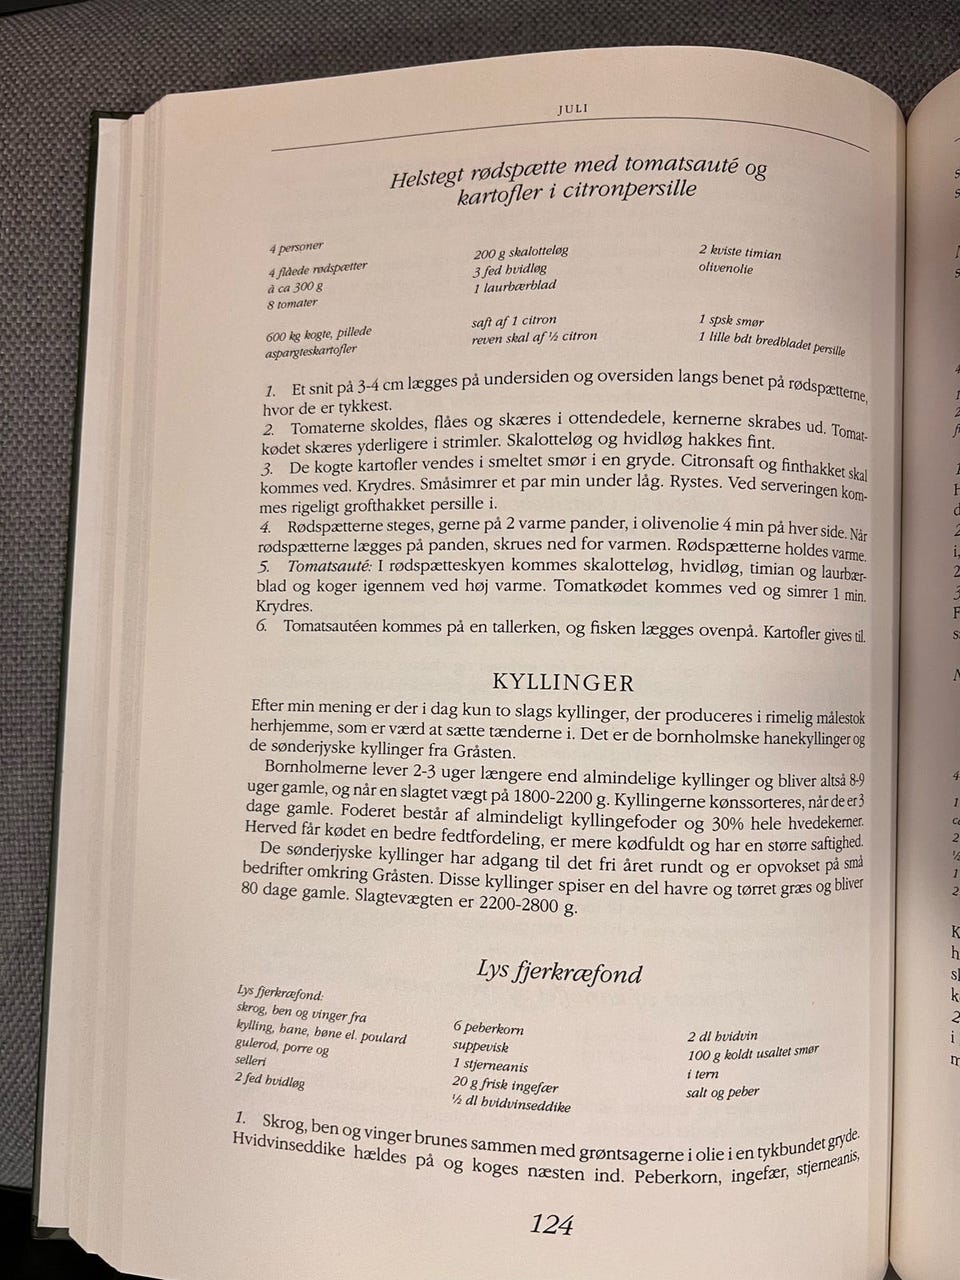 JULI
Helstegt rødspætte med tomatsauté og
kartofler i citronpersille
4 personer
4 flåede rødspætter
à ca 300 g
8 tomater
200 g skalotteløg
3 fed hvidløg
1 laurbærblad
2 kviste timian
olivenolie
600 kg kogte, pillede
aspargteskartofler
saft af 1 citron
reven skal af ½ citron
1 spsk smør
1 lille bdt bredbladet persille
1. Et snit på 3-4 cm lægges på undersiden og oversiden langs benet på rødspætterne,
hvor de er tykkest.
2. Tomaterne skoldes, flåes og skæres i ottendedele, kernerne skrabes ud. Tomat-
kødet skæres yderligere i strimler. Skalotteløg og hvidløg hakkes fint.
3. De kogte kartofler vendes i smeltet smør i en gryde. Citronsaft og finthakket skal
kommes ved. Krydres. Småsimrer et par min under låg. Rystes. Ved serveringen kom-
mes rigeligt grofthakket persille i.
4. Rødspætterne steges, gerne på 2 varme pander, i olivenolie 4 min på hver side. Når
rødspætterne lægges på panden, skrues ned for varmen. Rødspætterne holdes varme.
5. Tomatsauté: I rødspætteskyen kommes skalotteløg, hvidløg, timian og laurbær-
blad og koger igennem ved høj varme. Tomatkødet kommes ved og simrer 1 min.
Krydres.
6. Tomatsautéen kommes på en tallerken, og fisken lægges ovenpå. Kartofler gives til.
KYLLINGER
Efter min mening er der i dag kun to slags kyllinger, der produceres i rimelig målestok
herhjemme, som er værd at sætte tænderne i. Det er de bornholmske hanekyllinger og
de sønderjyske kyllinger fra Gråsten.
Bornholmerne lever 2-3 uger længere end almindelige kyllinger og bliver altså 8-9
uger gamle, og når en slagtet vægt på 1800-2200 g. Kyllingerne kønssorteres, når de er 3
dage gamle. Foderet består af almindeligt kyllingefoder og 30% hele hvedekerner.
Herved får kødet en bedre fedtfordeling, er mere kødfuldt og har en større saftighed.
De sønderjyske kyllinger har adgang til det fri året rundt og er opvokset på små
bedrifter omkring Gråsten. Disse kyllinger spiser en del havre og tørret græs og bliver
80 dage gamle. Slagtevægten er 2200-2800 g.
Lys fjerkræfond
Lys fjerkræfond:
skrog, ben og vinger fra
kylling, hane, høne el. poulard
gulerod, porre og
selleri
2 fed hvidløg
6 peberkorn
suppevisk
1 stjerneanis
20 g frisk ingefær
½ dl hvidvinseddike
2 dl hvidvin
100 g koldt usaltet smør
i tern
salt og peber
1. Skrog, ben og vinger brunes sammen med grøntsagerne i olie i en tykbundet gryde.
Hvidvinseddike hældes på og koges næsten ind. Peberkorn, ingefær, stjerneanis,
124